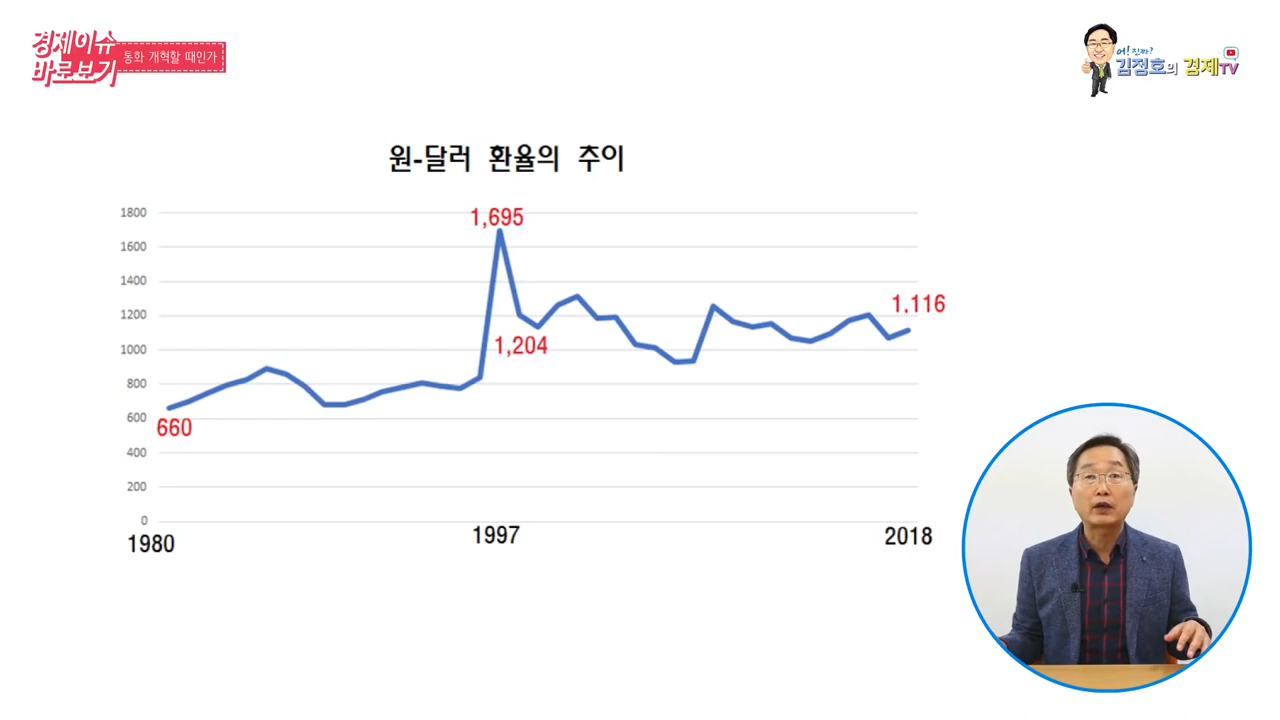 경제이슈
바로보기
통화 개혁할 때인가
어! 진짜?
김정호의 경제TV
원-달러 환율의 추이
1800
1600
1400
1200
1000
800
600
400
200
0
1,695
1,204
1,116
660
1980
1997
2018